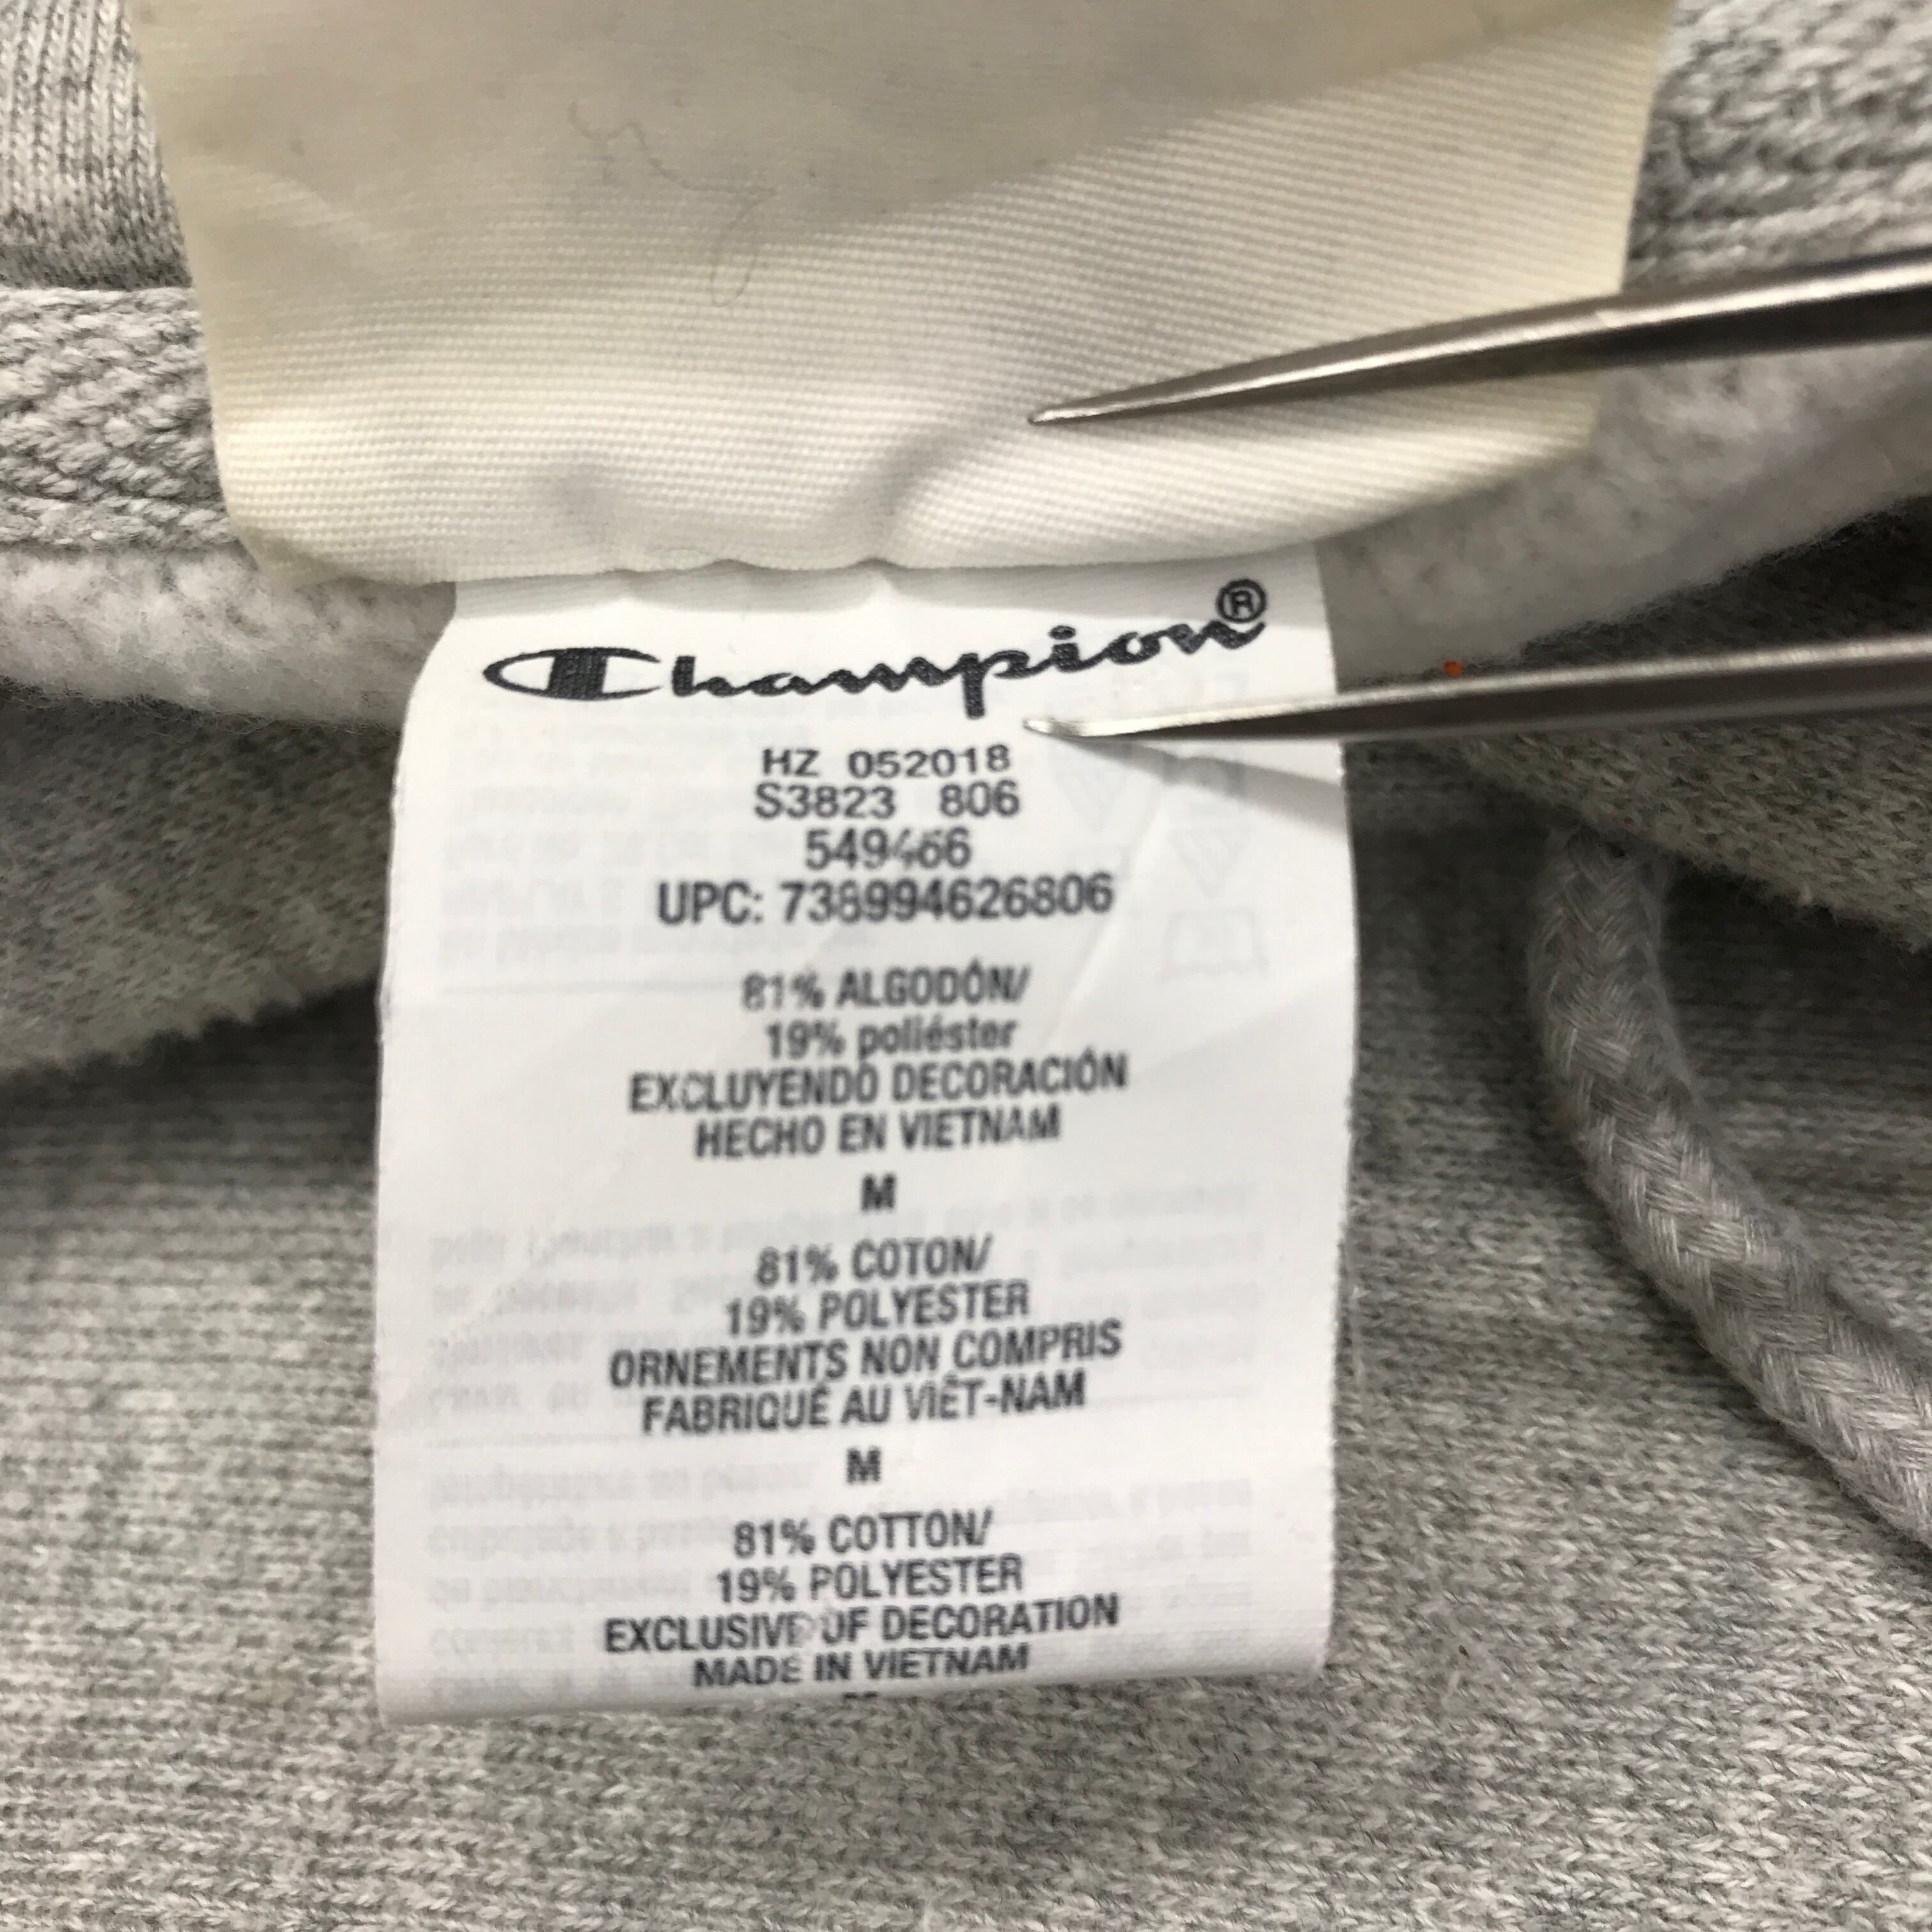 Champion®
HZ 052018
S3823 806
549466
UPC: 738994626806
81% ALGODÓN/
19% poliéster
EXCLUYENDO DECORACIÓN
HECHO EN VIETNAM
M
81% COTON/
19% POLYESTER
ORNEMENTS NON COMPRIS
FABRIQUÉ AU VIÊT-NAM
M
81% COTTON/
19% POLYESTER
EXCLUSIVE OF DECORATION
MADE IN VIETNAM